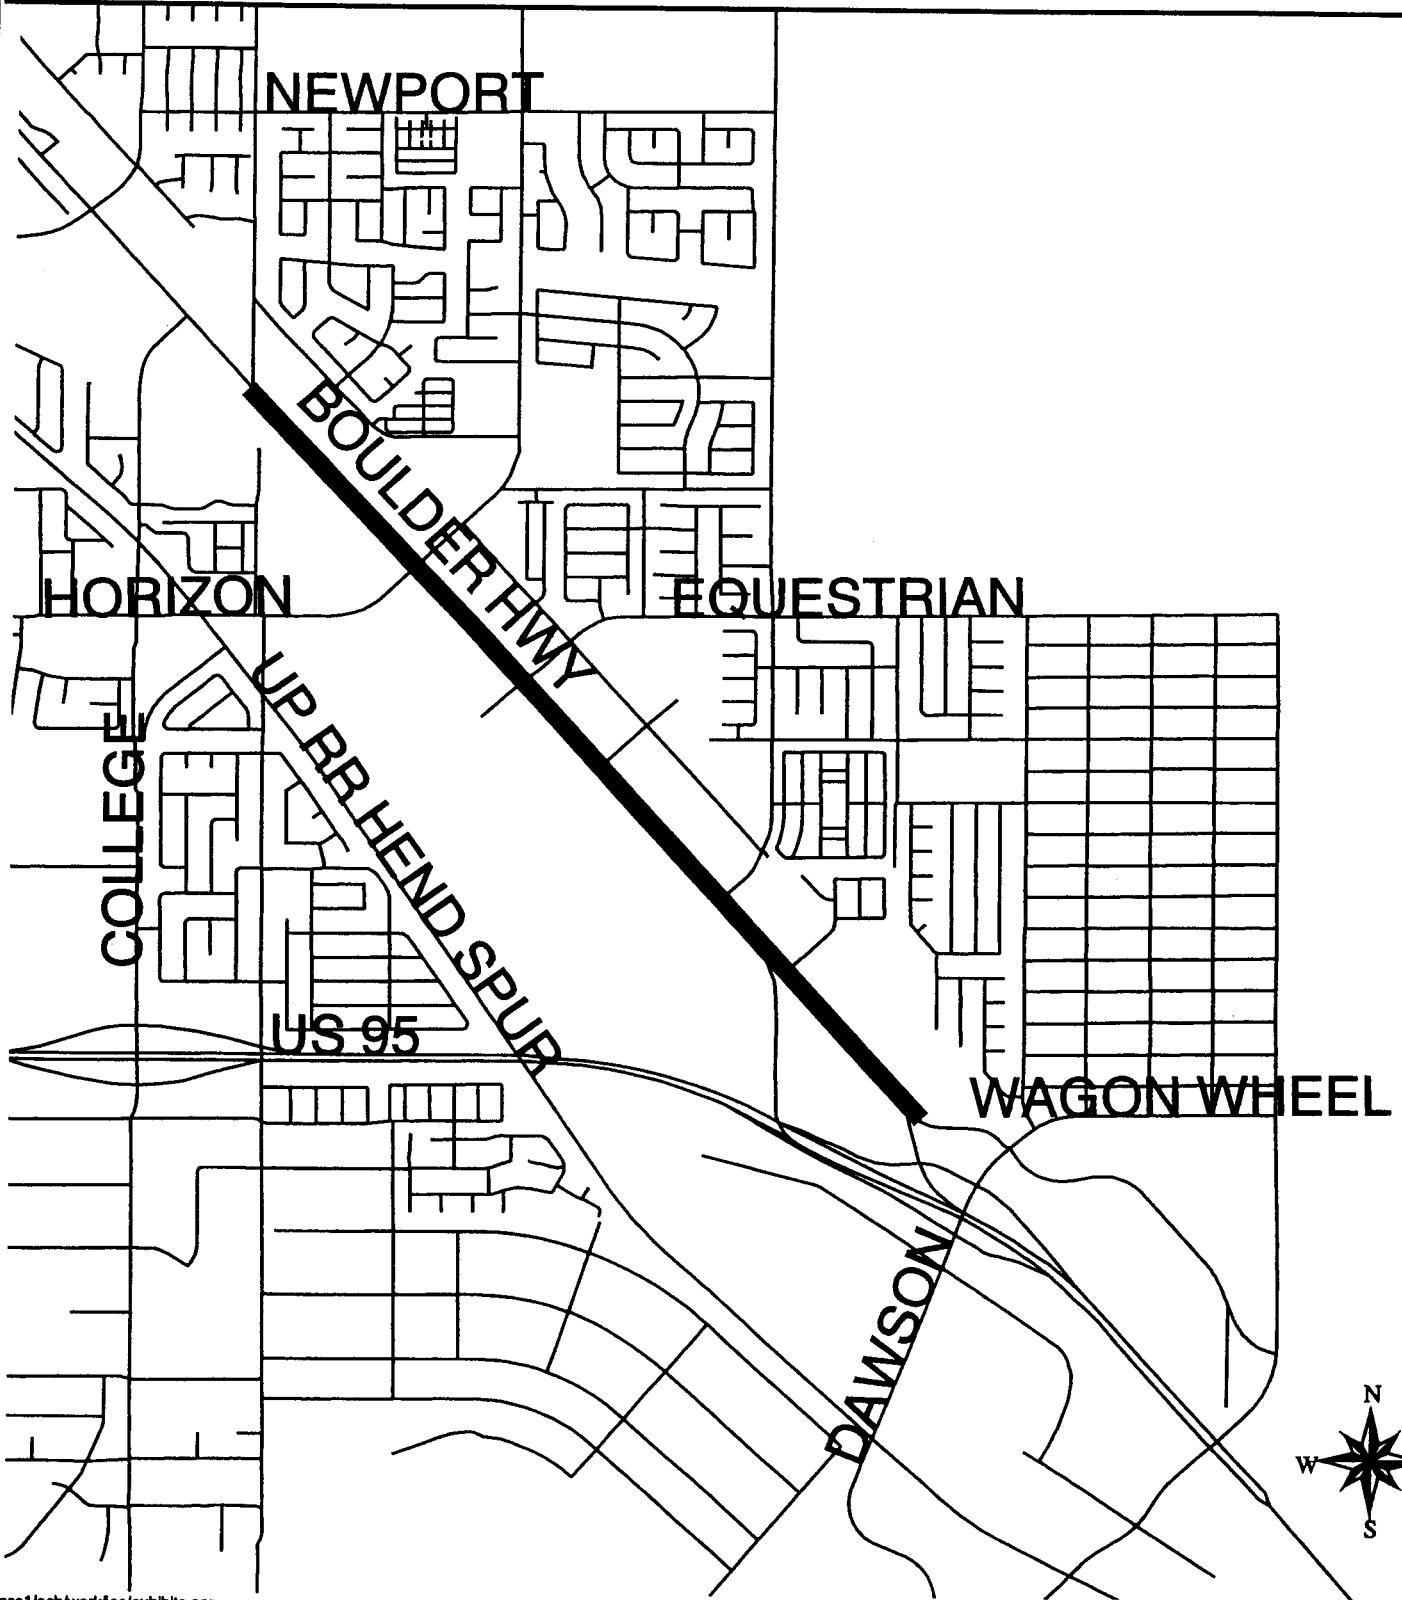 NEWPORT
BOULDER HWY
HORIZON
EQUESTRIAN
UP RR HEND SPUR
COLLEGE
US 95
WAGON WHEEL
DAWSON
N
W
S